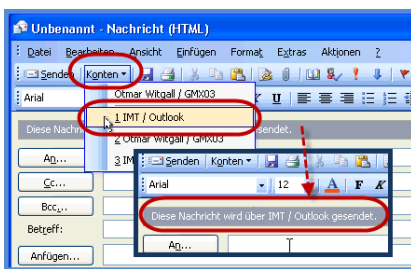 Unbenannt - Nachricht (HTML)
Datei Bearbeiten Ansicht Einfügen Format Extras Aktionen ?
Senden Konten
Arial
Otmar Witgall / GMX03
1 IMT / Outlook
2 Otmar Witgall / GMX03
3 IM
F K U
Diese Nachri
sendet.
An...
Cc...
Bcc...
Betreff:
Anfügen...
Senden Konten
Arial 12 A F K
Diese Nachricht wird über IMT / Outlook gesendet.
An...